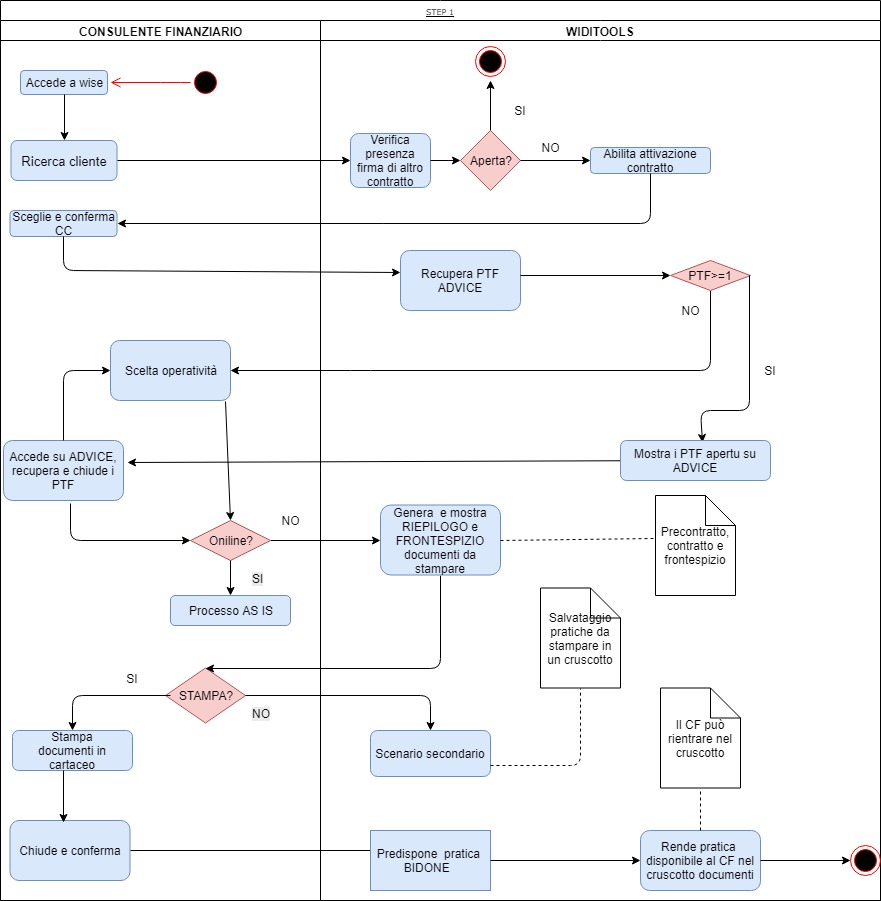 STEP 1
CONSULENTE FINANZIARIO
WIDITOOLS
Accede a wise
SI
Ricerca cliente
Verifica
presenza
firma di altro
contratto
Aperta?
NO
Abilita attivazione
contratto
Sceglie e conferma
CC
Recupera PTF
ADVICE
PTF>=1
NO
SI
Scelta operatività
Accede su ADVICE,
recupera e chiude i
PTF
Mostra i PTF apertu su
ADVICE
Oniline?
NO
Genera e mostra
RIEPILOGO e
FRONTESPIZIO
documenti da
stampare
Precontratto,
contratto e
frontespizio
SI
Processo AS IS
Salvataggio
pratiche da
stampare in
un cruscotto
SI
STAMPA?
NO
Stampa
documenti in
cartaceo
Scenario secondario
Il CF può
rientrare nel
cruscotto
Chiude e conferma
Predispone pratica
BIDONE
Rende pratica
disponibile al CF nel
cruscotto documenti